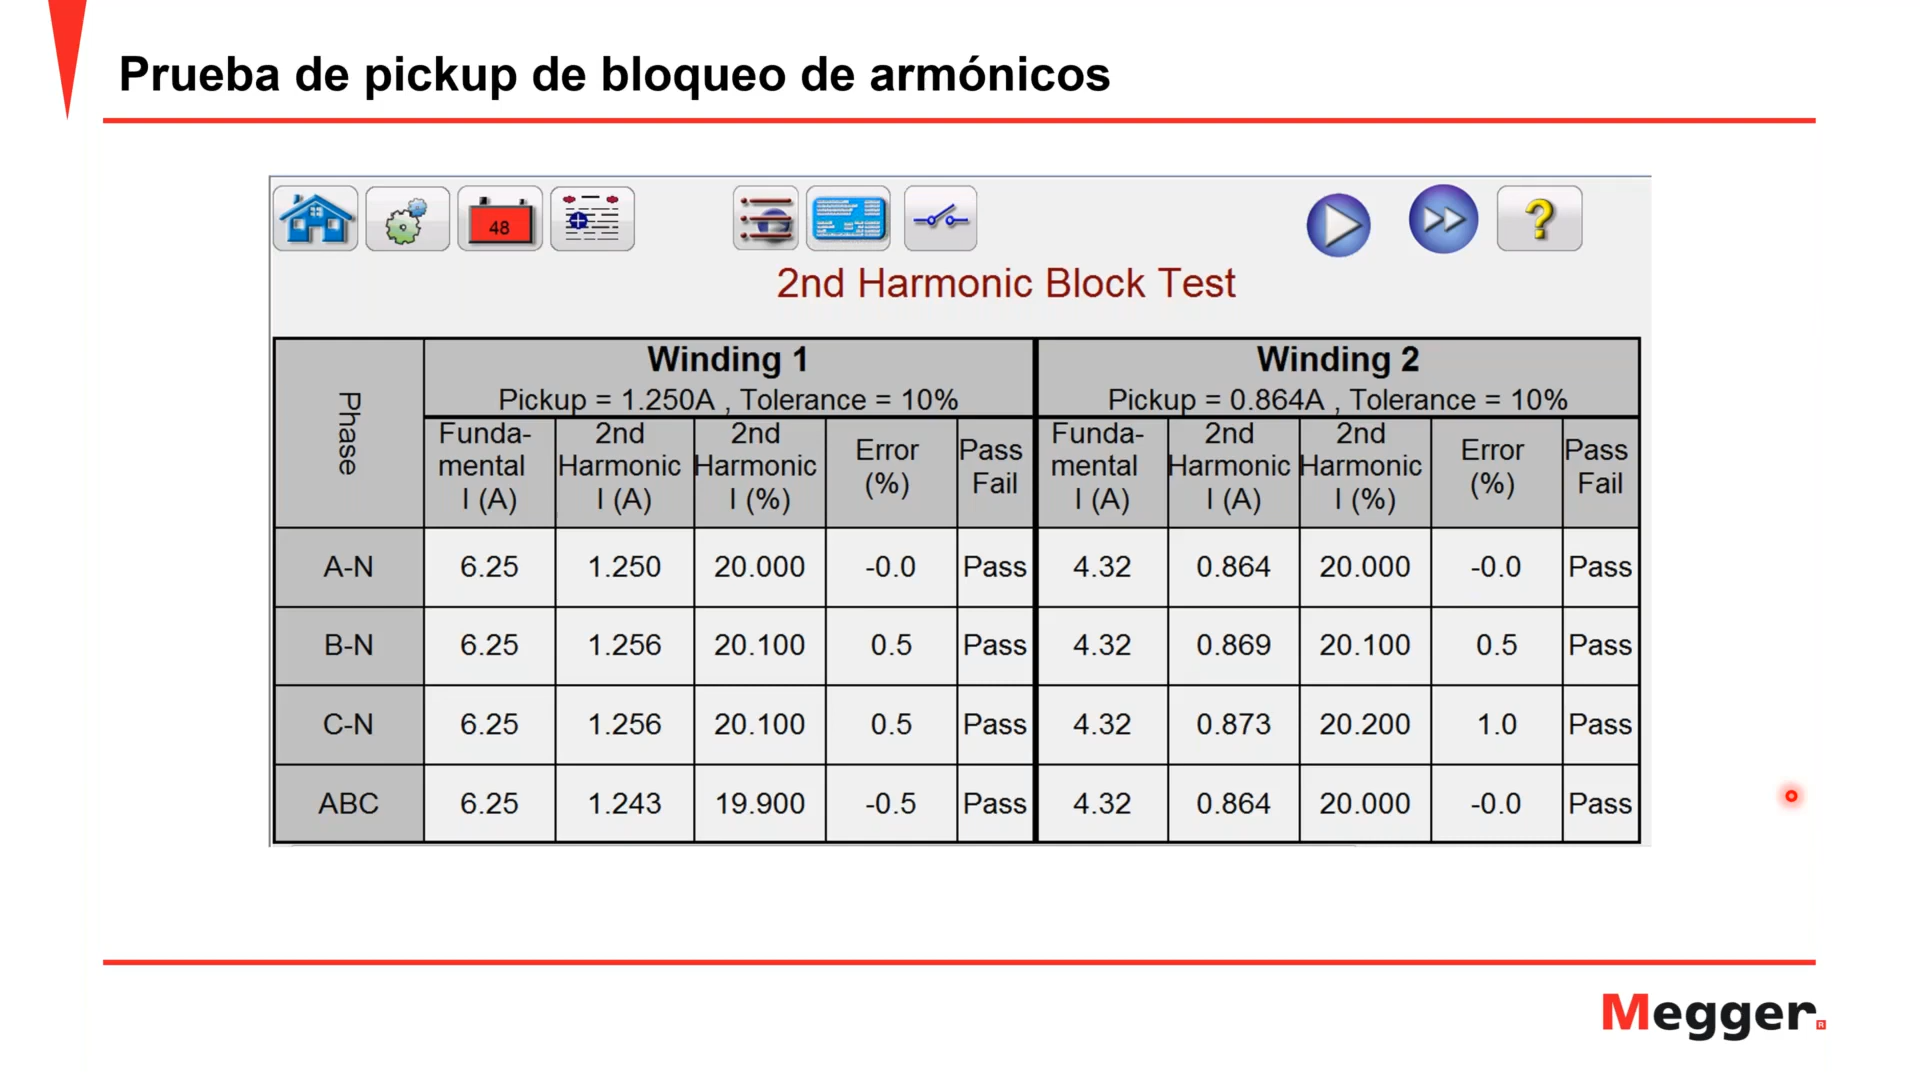 Prueba de pickup de bloqueo de armónicos
48
?
2nd Harmonic Block Test
Phase
Winding 1
Pickup = 1.250A , Tolerance = 10%
Winding 2
Pickup = 0.864A , Tolerance = 10%
Funda-mental I (A) 2nd Harmonic I (A) 2nd Harmonic I (%) Error (%) Pass Fail Funda-mental I (A) 2nd Harmonic I (A) 2nd Harmonic I (%) Error (%) Pass Fail
A-N 6.25 1.250 20.000 -0.0 Pass 4.32 0.864 20.000 -0.0 Pass
B-N 6.25 1.256 20.100 0.5 Pass 4.32 0.869 20.100 0.5 Pass
C-N 6.25 1.256 20.100 0.5 Pass 4.32 0.873 20.200 1.0 Pass
ABC 6.25 1.243 19.900 -0.5 Pass 4.32 0.864 20.000 -0.0 Pass
Megger